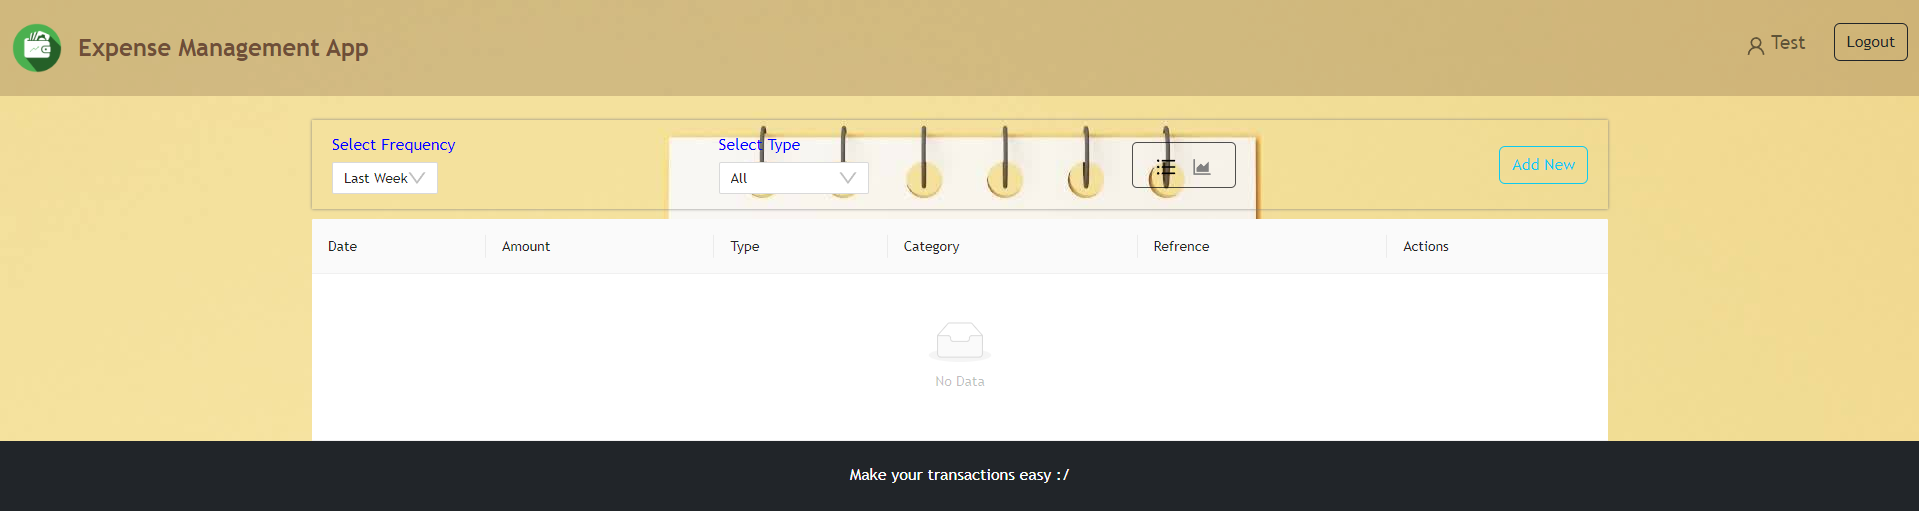 Expense Management App
Test
Logout
Select Frequency
Select Type
Last Week
All
Add New
Date
Amount
Type
Category
Refrence
Actions
No Data
Make your transactions easy :/